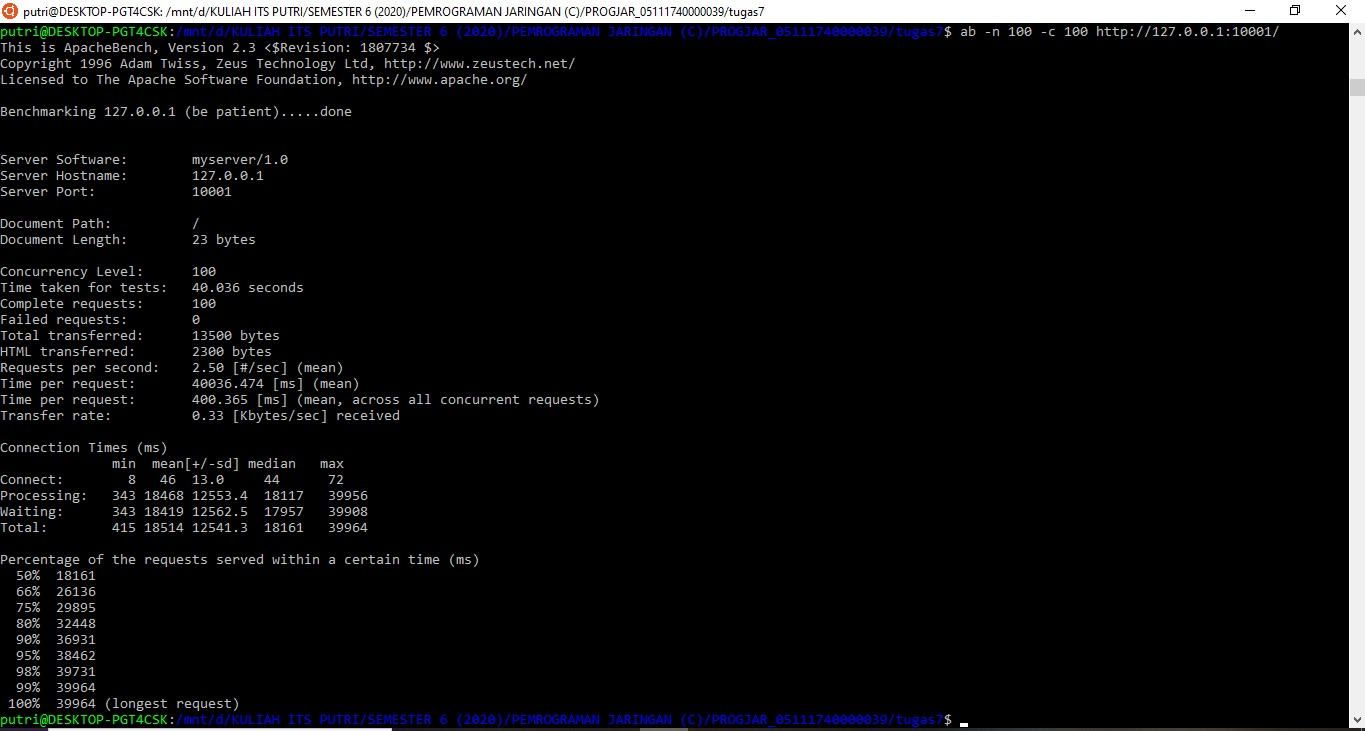 putri@DESKTOP-PGT4CSK: /mnt/d/KULIAH ITS PUTRI/SEMESTER 6 (2020)/PEMROGRAMAN JARINGAN (C)/PROGJAR_05111740000039/tugas7
putri@DESKTOP-PGT4CSK:/mnt/d/KULIAH ITS PUTRI/SEMESTER 6 (2020)/PEMROGRAMAN JARINGAN (C)/PROGJAR_05111740000039/tugas7$ ab -n 100 -c 100 http://127.0.0.1:10001/
This is ApacheBench, Version 2.3 <$Revision: 1807734 $>
Copyright 1996 Adam Twiss, Zeus Technology Ltd, http://www.zeustech.net/
Licensed to The Apache Software Foundation, http://www.apache.org/

Benchmarking 127.0.0.1 (be patient).....done


Server Software:        myserver/1.0
Server Hostname:        127.0.0.1
Server Port:            10001

Document Path:          /
Document Length:        23 bytes

Concurrency Level:      100
Time taken for tests:   40.036 seconds
Complete requests:      100
Failed requests:        0
Total transferred:      13500 bytes
HTML transferred:       2300 bytes
Requests per second:    2.50 [#/sec] (mean)
Time per request:       40036.474 [ms] (mean)
Time per request:       400.365 [ms] (mean, across all concurrent requests)
Transfer rate:          0.33 [Kbytes/sec] received

Connection Times (ms)
              min  mean[+/-sd] median   max
Connect:        8   46  13.0     44      72
Processing:   343 18468 12553.4  18117   39956
Waiting:      343 18419 12562.5  17957   39908
Total:        415 18514 12541.3  18161   39964

Percentage of the requests served within a certain time (ms)
  50%  18161
  66%  26136
  75%  29895
  80%  32448
  90%  36931
  95%  38462
  98%  39731
  99%  39964
 100%  39964 (longest request)
putri@DESKTOP-PGT4CSK:/mnt/d/KULIAH ITS PUTRI/SEMESTER 6 (2020)/PEMROGRAMAN JARINGAN (C)/PROGJAR_05111740000039/tugas7$